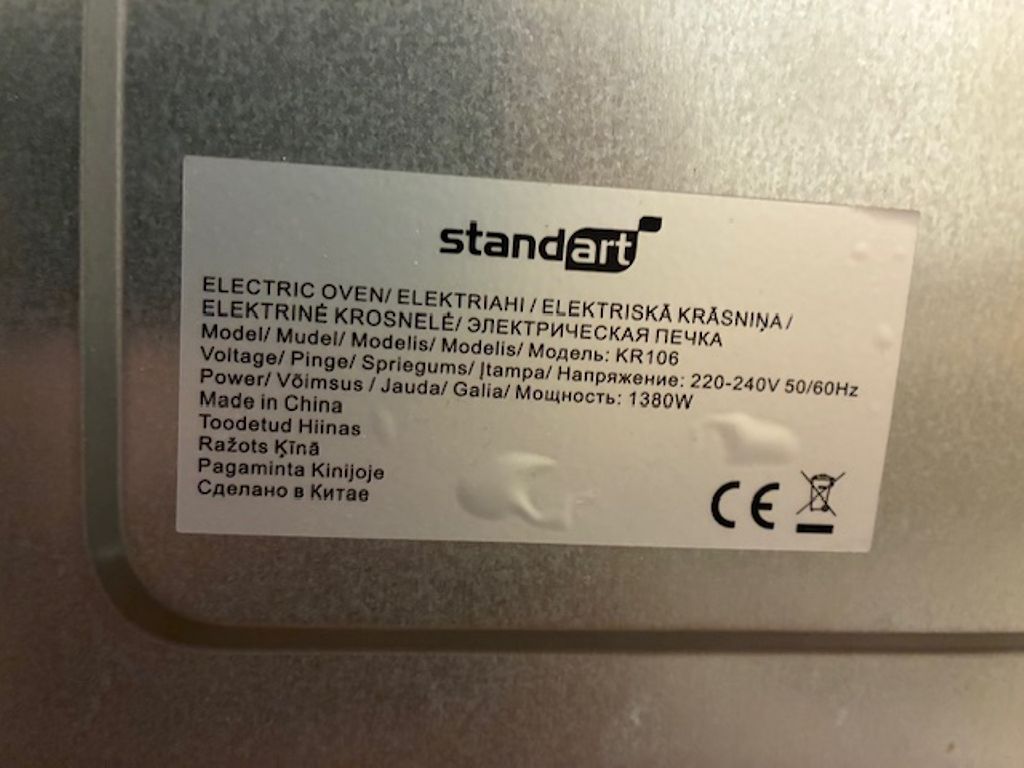 standart
ELECTRIC OVEN/ ELEKTRIAHI / ELEKTRISKĀ KRĀSNIŅA/
ELEKTRINĖ KROSNELĖ/ ЭЛЕКТРИЧЕСКАЯ ПЕЧКА
Model/ Mudel/ Modelis/ Modelis/ Модель: KR106
Voltage/ Pinge/ Spriegums/ Įtampa/ Напряжение: 220-240V 50/60Hz
Power/ Võimsus / Jauda/ Galia/ Мощность: 1380W
Made in China
Toodetud Hiinas
Ražots Ķīnā
Pagaminta Kinijoje
Сделано в Китае
CE